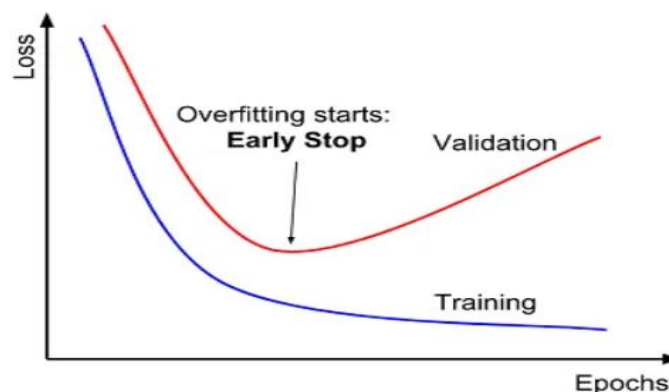 Loss
Overfitting starts:
Early Stop
Validation
Training
Epochs